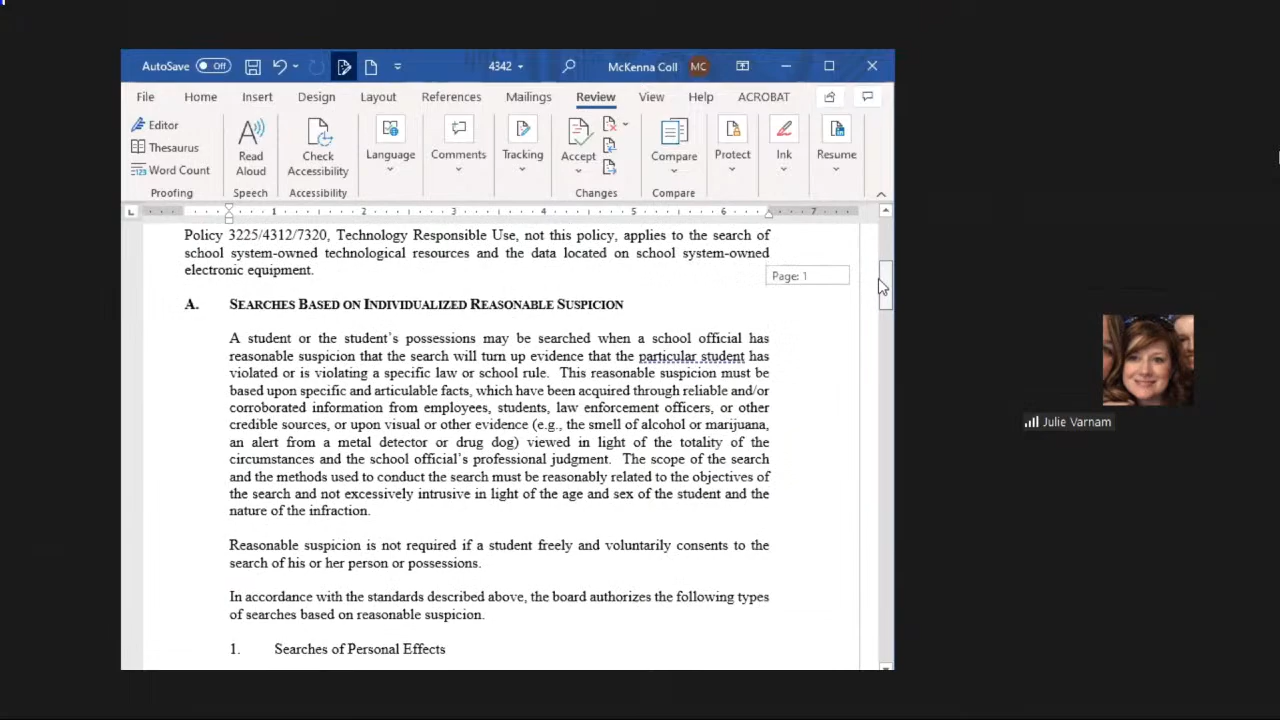 AutoSave Off 4342 McKenna Coll MC
File Home Insert Design Layout References Mailings Review View Help ACROBAT
Editor
Thesaurus
Word Count
Proofing
Read Aloud
Speech
Check Accessibility
Accessibility
Language
Comments
Tracking
Accept
Changes
Compare
Compare
Protect
Ink
Resume
1 2 3 4 5 6 7
Policy 3225/4312/7320, Technology Responsible Use, not this policy, applies to the search of
school system-owned technological resources and the data located on school system-owned
electronic equipment.
Page: 1
A. SEARCHES BASED ON INDIVIDUALIZED REASONABLE SUSPICION
A student or the student's possessions may be searched when a school official has
reasonable suspicion that the search will turn up evidence that the particular student has
violated or is violating a specific law or school rule. This reasonable suspicion must be
based upon specific and articulable facts, which have been acquired through reliable and/or
corroborated information from employees, students, law enforcement officers, or other
credible sources, or upon visual or other evidence (e.g., the smell of alcohol or marijuana,
an alert from a metal detector or drug dog) viewed in light of the totality of the
circumstances and the school official's professional judgment. The scope of the search
and the methods used to conduct the search must be reasonably related to the objectives of
the search and not excessively intrusive in light of the age and sex of the student and the
nature of the infraction.
Reasonable suspicion is not required if a student freely and voluntarily consents to the
search of his or her person or possessions.
In accordance with the standards described above, the board authorizes the following types
of searches based on reasonable suspicion.
1. Searches of Personal Effects
Julie Varnam